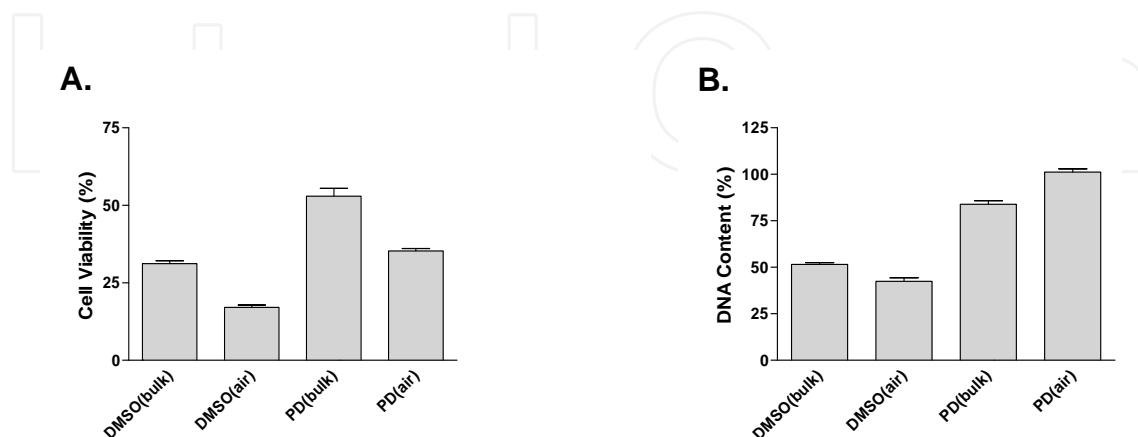 A.
Cell Viability (%)
75
50
25
0
DMSO(bulk)
DMSO(air)
PD(bulk)
PD(air)
B.
DNA Content (%)
125
100
75
50
25
0
DMSO(bulk)
DMSO(air)
PD(bulk)
PD(air)